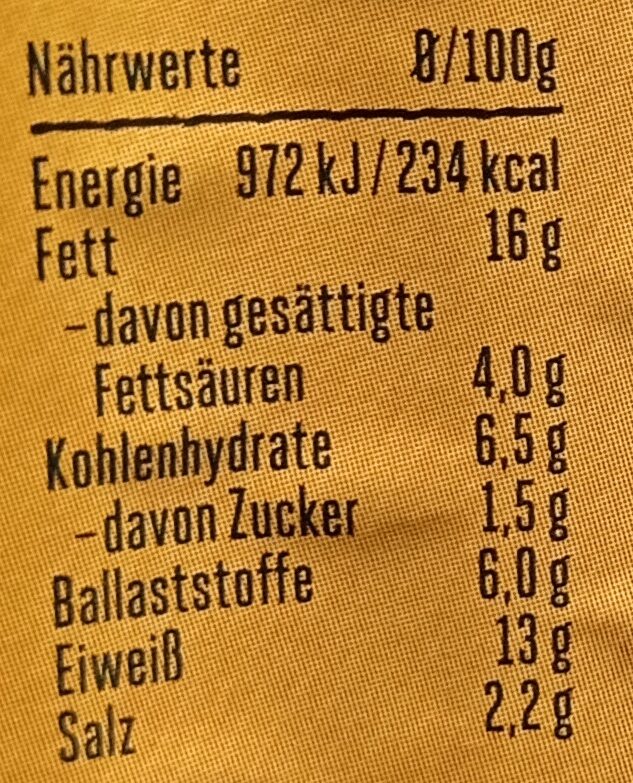 Nährwerte Ø/100g
Energie 972 kJ/234 kcal
Fett 16 g
–davon gesättigte
Fettsäuren 4,0 g
Kohlenhydrate 6,5 g
–davon Zucker 1,5 g
Ballaststoffe 6,0 g
Eiweiß 13 g
Salz 2,2 g